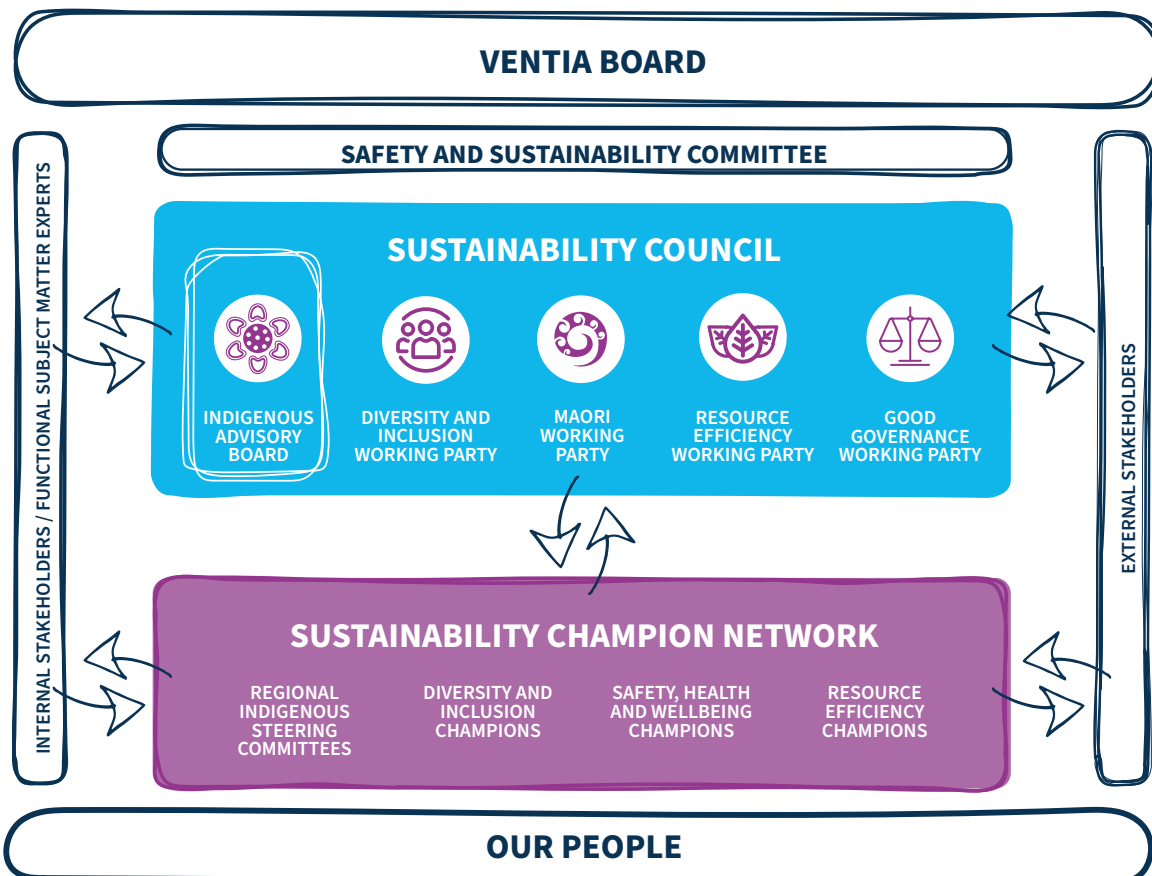 VENTIA BOARD
SAFETY AND SUSTAINABILITY COMMITTEE
INTERNAL STAKEHOLDERS / FUNCTIONAL SUBJECT MATTER EXPERTS
SUSTAINABILITY COUNCIL
INDIGENOUS
ADVISORY
BOARD
DIVERSITY AND
INCLUSION
WORKING PARTY
MAORI
WORKING
PARTY
RESOURCE
EFFICIENCY
WORKING PARTY
GOOD
GOVERNANCE
WORKING PARTY
EXTERNAL STAKEHOLDERS
SUSTAINABILITY CHAMPION NETWORK
REGIONAL
INDIGENOUS
STEERING
COMMITTEES
DIVERSITY AND
INCLUSION
CHAMPIONS
SAFETY, HEALTH
AND WELLBEING
CHAMPIONS
RESOURCE
EFFICIENCY
CHAMPIONS
OUR PEOPLE